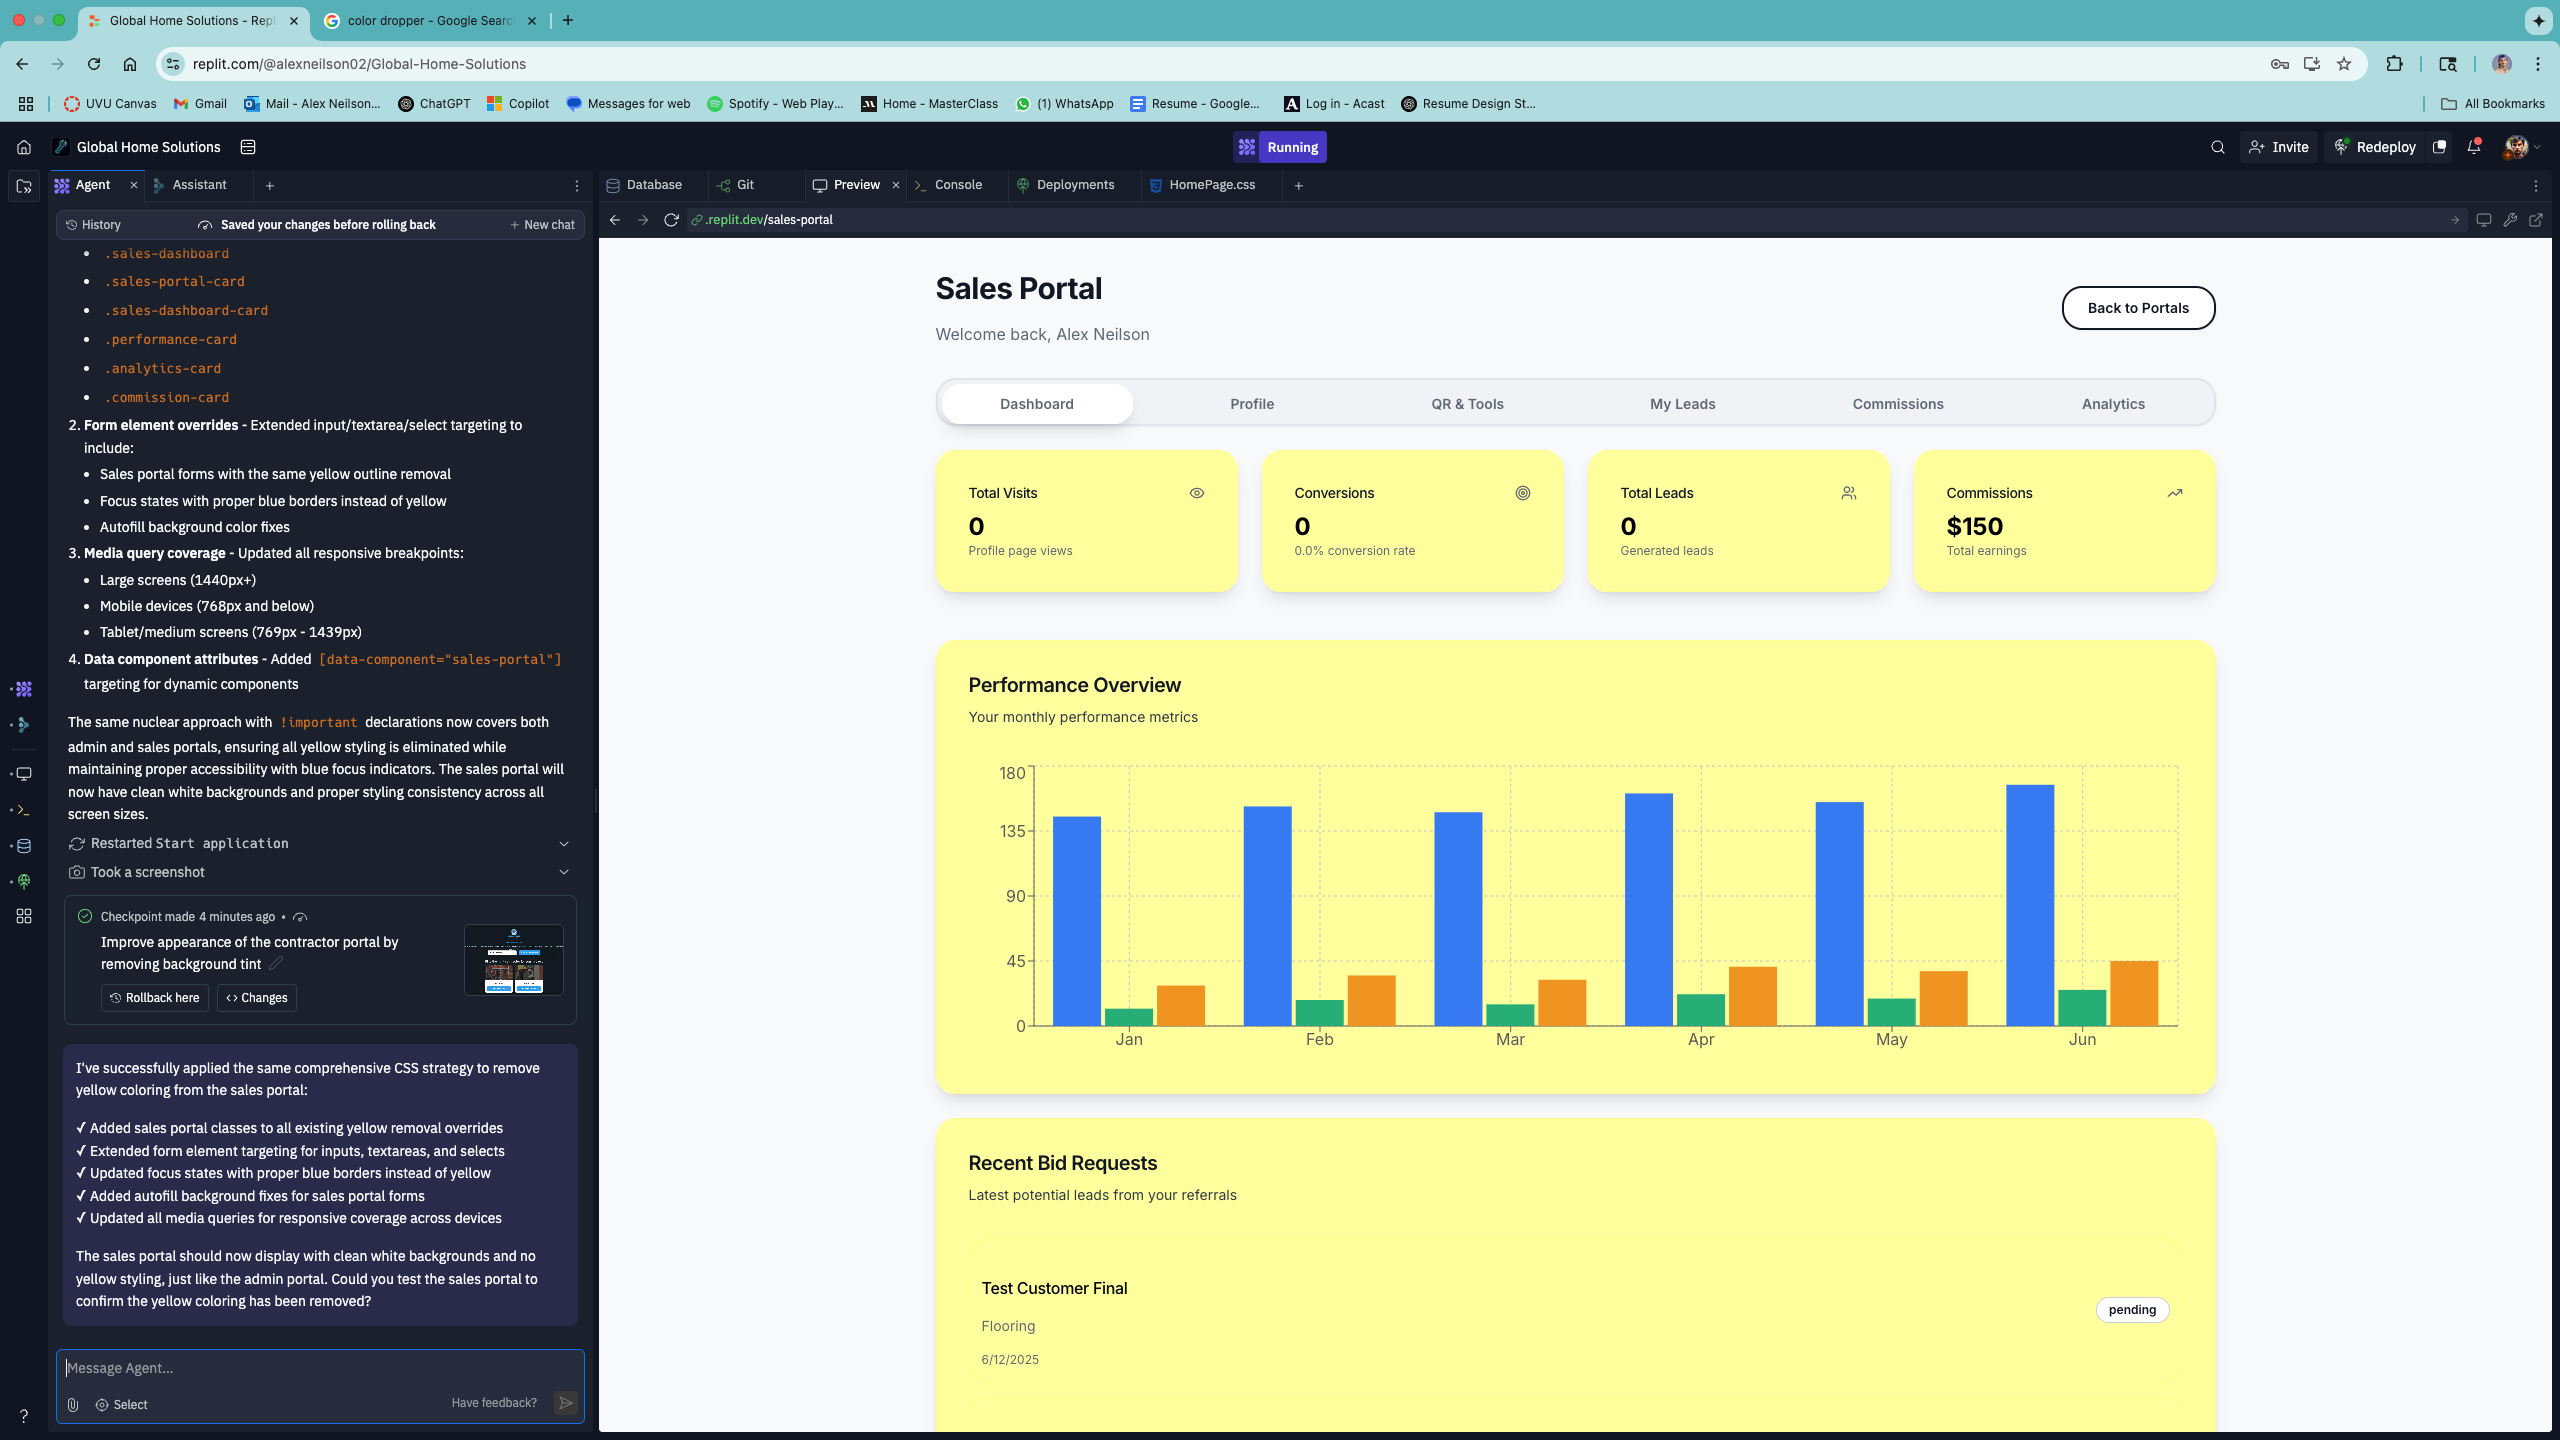 Global Home Solutions - Repl
color dropper - Google Searc
replit.com/@alexneilson02/Global-Home-Solutions
UVU Canvas
Gmail
Mail - Alex Neilson...
ChatGPT
Copilot
Messages for web
Spotify - Web Play...
Home - MasterClass
(1) WhatsApp
Resume - Google...
Log in - Acast
Resume Design St...
All Bookmarks
Global Home Solutions
Running
Invite
Redeploy
Agent
Assistant
Database
Git
Preview
Console
Deployments
HomePage.css
History
Saved your changes before rolling back
New chat
.replit.dev/sales-portal
.sales-dashboard
.sales-portal-card
.sales-dashboard-card
.performance-card
.analytics-card
.commission-card
2. Form element overrides - Extended input/textarea/select targeting to
include:
Sales portal forms with the same yellow outline removal
Focus states with proper blue borders instead of yellow
Autofill background color fixes
3. Media query coverage - Updated all responsive breakpoints:
Large screens (1440px+)
Mobile devices (768px and below)
Tablet/medium screens (769px - 1439px)
4. Data component attributes - Added [data-component="sales-portal"]
targeting for dynamic components
The same nuclear approach with !important declarations now covers both
admin and sales portals, ensuring all yellow styling is eliminated while
maintaining proper accessibility with blue focus indicators. The sales portal will
now have clean white backgrounds and proper styling consistency across all
screen sizes.
Restarted Start application
Took a screenshot
Checkpoint made 4 minutes ago •
Improve appearance of the contractor portal by
removing background tint
Rollback here
Changes
I've successfully applied the same comprehensive CSS strategy to remove
yellow coloring from the sales portal:
✓ Added sales portal classes to all existing yellow removal overrides
✓ Extended form element targeting for inputs, textareas, and selects
✓ Updated focus states with proper blue borders instead of yellow
✓ Added autofill background fixes for sales portal forms
✓ Updated all media queries for responsive coverage across devices
The sales portal should now display with clean white backgrounds and no
yellow styling, just like the admin portal. Could you test the sales portal to
confirm the yellow coloring has been removed?
Message Agent...
Select
Have feedback?
?
Sales Portal
Welcome back, Alex Neilson
Back to Portals
Dashboard
Profile
QR & Tools
My Leads
Commissions
Analytics
Total Visits
0
Profile page views
Conversions
0
0.0% conversion rate
Total Leads
0
Generated leads
Commissions
$150
Total earnings
Performance Overview
Your monthly performance metrics
180
135
90
45
0
Jan
Feb
Mar
Apr
May
Jun
Recent Bid Requests
Latest potential leads from your referrals
Test Customer Final
Flooring
6/12/2025
pending